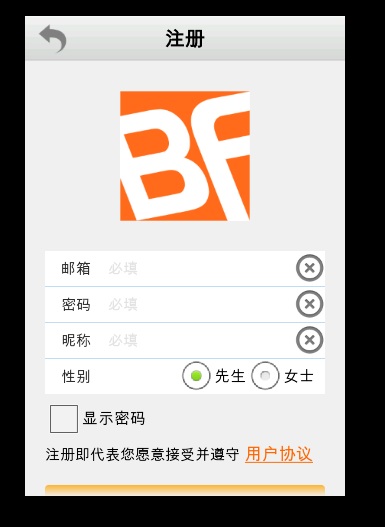 注册
BF
邮箱 必填
密码 必填
昵称 必填
性别 先生 女士
显示密码
注册即代表您愿意接受并遵守 用户协议